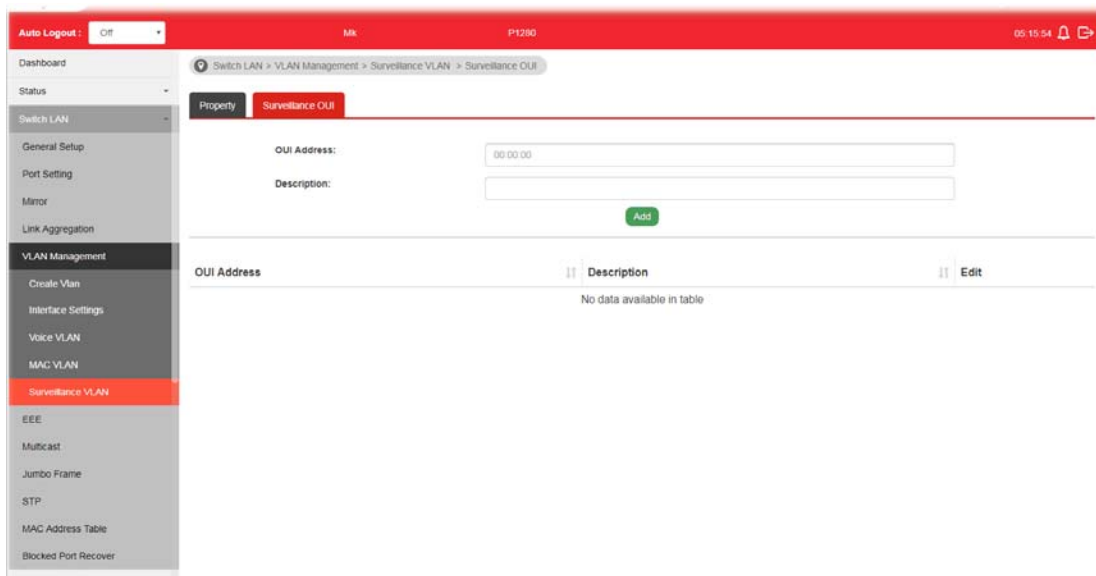 Auto Logout : Off Mk P1280 05:15:54
Dashboard
Switch LAN > VLAN Management > Surveillance VLAN > Surveillance OUI
Status
Property Surveillance OUI
Switch LAN
General Setup
OUI Address: 00:00:00
Port Setting
Description:
Mirror
Add
Link Aggregation
VLAN Management
OUI Address Description Edit
Create Vlan
No data available in table
Interface Settings
Voice VLAN
MAC VLAN
Surveillance VLAN
EEE
Multicast
Jumbo Frame
STP
MAC Address Table
Blocked Port Recover